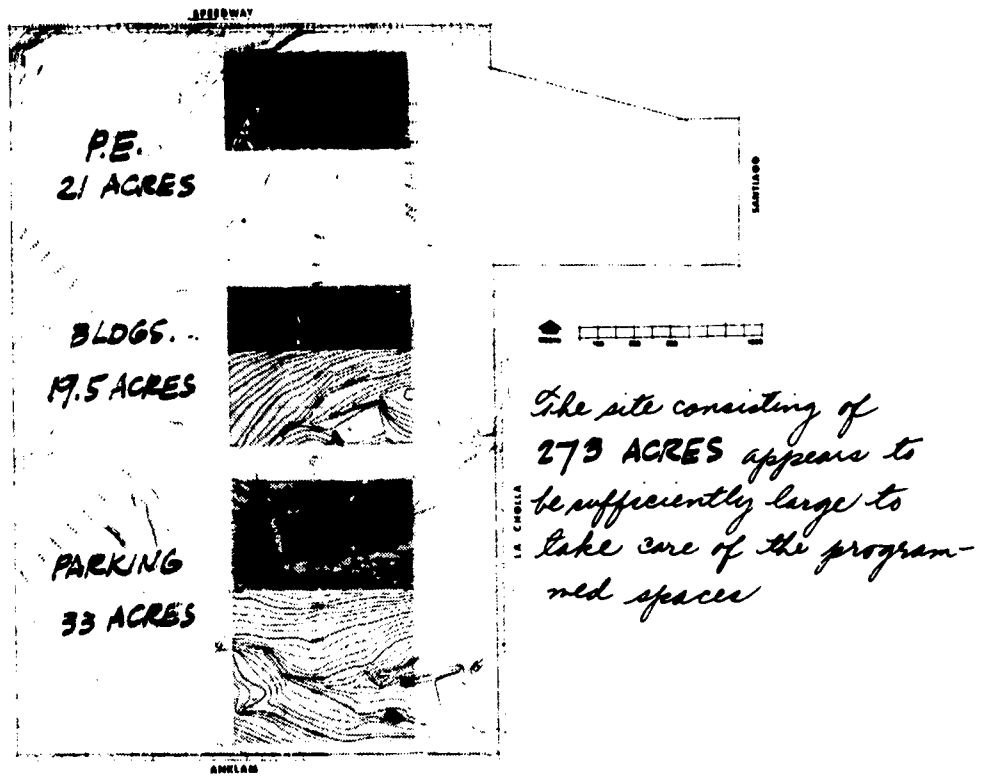 SPEEDWAY
P.E.
21 ACRES
SANTIAGO
BLDGS.
19.5 ACRES
The site consisting of
273 ACRES appears to
be sufficiently large to
take care of the program-
med spaces
LA CHOLLA
PARKING
33 ACRES
ANKLAM